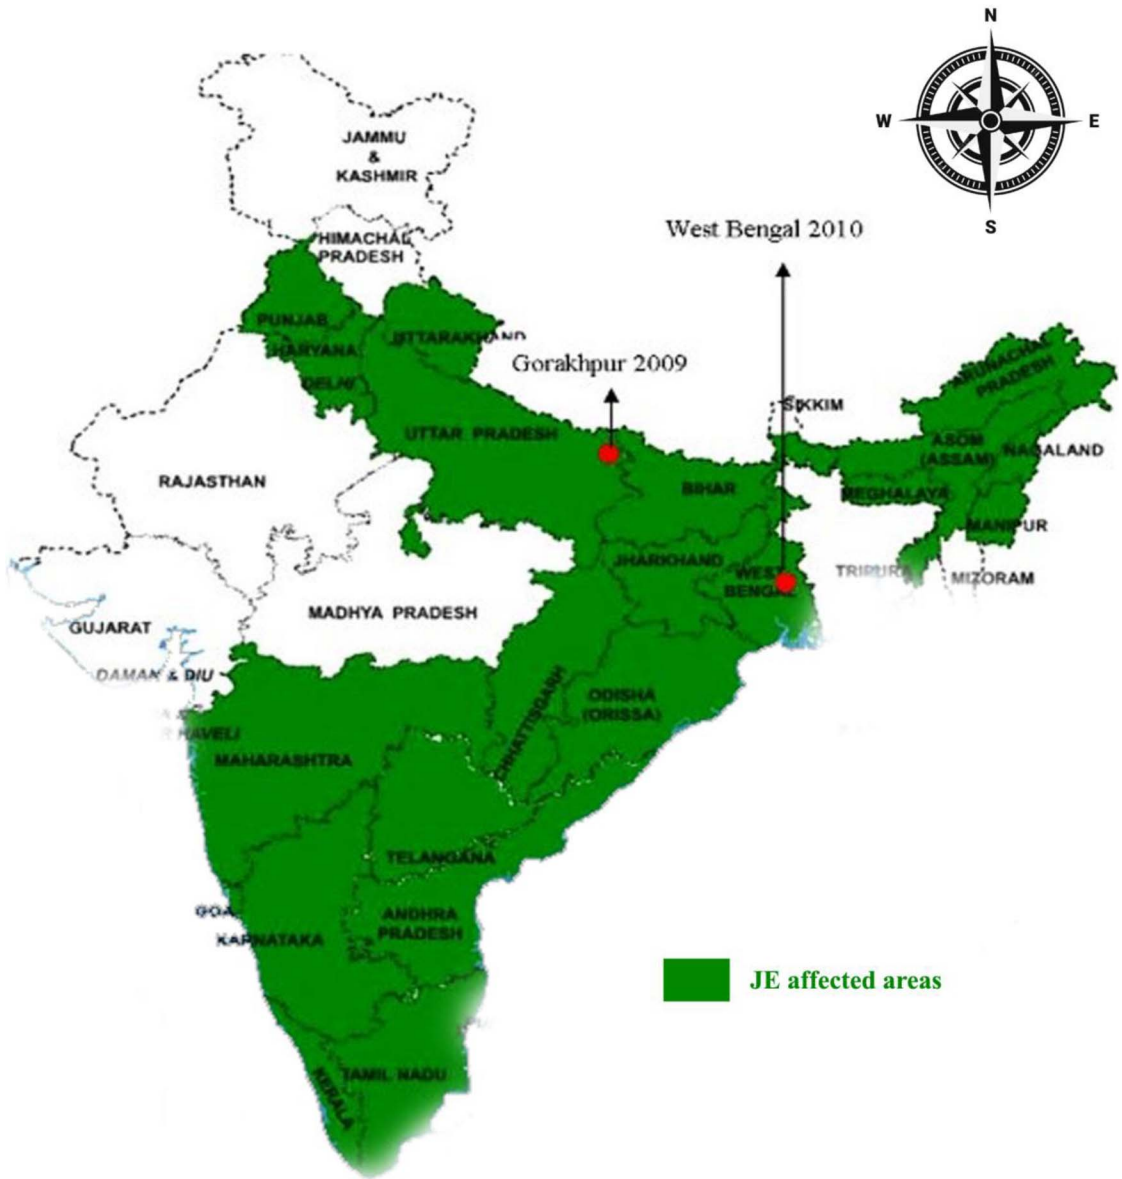 N
W
E
S
JAMMU
&
KASHMIR
West Bengal 2010
HIMACHAL
PRADESH
PUNJAB
UTTARAKHAND
HARYANA
Gorakhpur 2009
DELHI
ARUNACHAL
PRADESH
SIKKIM
UTTAR PRADESH
ASOM
(ASSAM)
NAGALAND
RAJASTHAN
BIHAR
MEGHALAYA
MANIPUR
JHARKHAND
WEST
BENGAL
TRIPURA
MIZORAM
MADHYA PRADESH
GUJARAT
DAMAN & DIU
CHHATTISGARH
ODISHA
(ORISSA)
HAVELI
MAHARASHTRA
TELANGANA
GOA
ANDHRA
PRADESH
KARNATAKA
JE affected areas
TAMIL NADU
KERALA